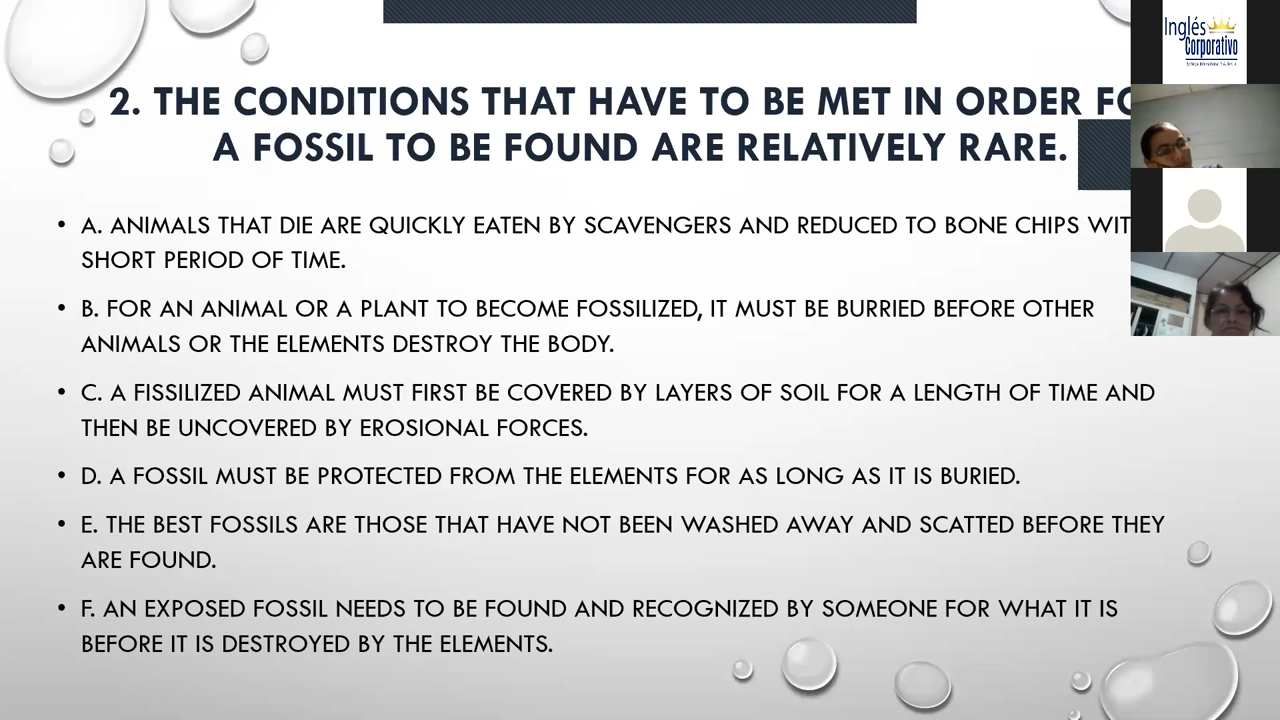 2. THE CONDITIONS THAT HAVE TO BE MET IN ORDER FO
A FOSSIL TO BE FOUND ARE RELATIVELY RARE.
• A. ANIMALS THAT DIE ARE QUICKLY EATEN BY SCAVENGERS AND REDUCED TO BONE CHIPS WIT
SHORT PERIOD OF TIME.
• B. FOR AN ANIMAL OR A PLANT TO BECOME FOSSILIZED, IT MUST BE BURRIED BEFORE OTHER
ANIMALS OR THE ELEMENTS DESTROY THE BODY.
• C. A FISSILIZED ANIMAL MUST FIRST BE COVERED BY LAYERS OF SOIL FOR A LENGTH OF TIME AND
THEN BE UNCOVERED BY EROSIONAL FORCES.
• D. A FOSSIL MUST BE PROTECTED FROM THE ELEMENTS FOR AS LONG AS IT IS BURIED.
• E. THE BEST FOSSILS ARE THOSE THAT HAVE NOT BEEN WASHED AWAY AND SCATTED BEFORE THEY
ARE FOUND.
• F. AN EXPOSED FOSSIL NEEDS TO BE FOUND AND RECOGNIZED BY SOMEONE FOR WHAT IT IS
BEFORE IT IS DESTROYED BY THE ELEMENTS.
Inglés
Corporativo